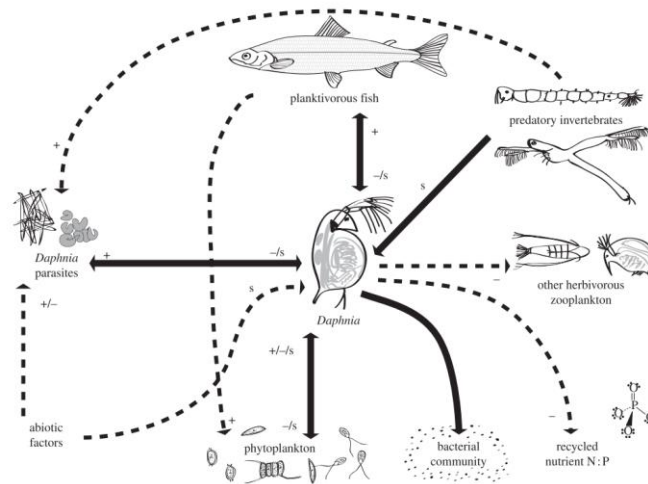 planktivorous fish
predatory invertebrates
+
+
–/s
s
Daphnia
parasites
+
–/s
other herbivorous
zooplankton
–
+/–
s
Daphnia
+/–/s
abiotic
factors
+
–/s
phytoplankton
bacterial
community
–
recycled
nutrient N:P
O
P
O
O
O